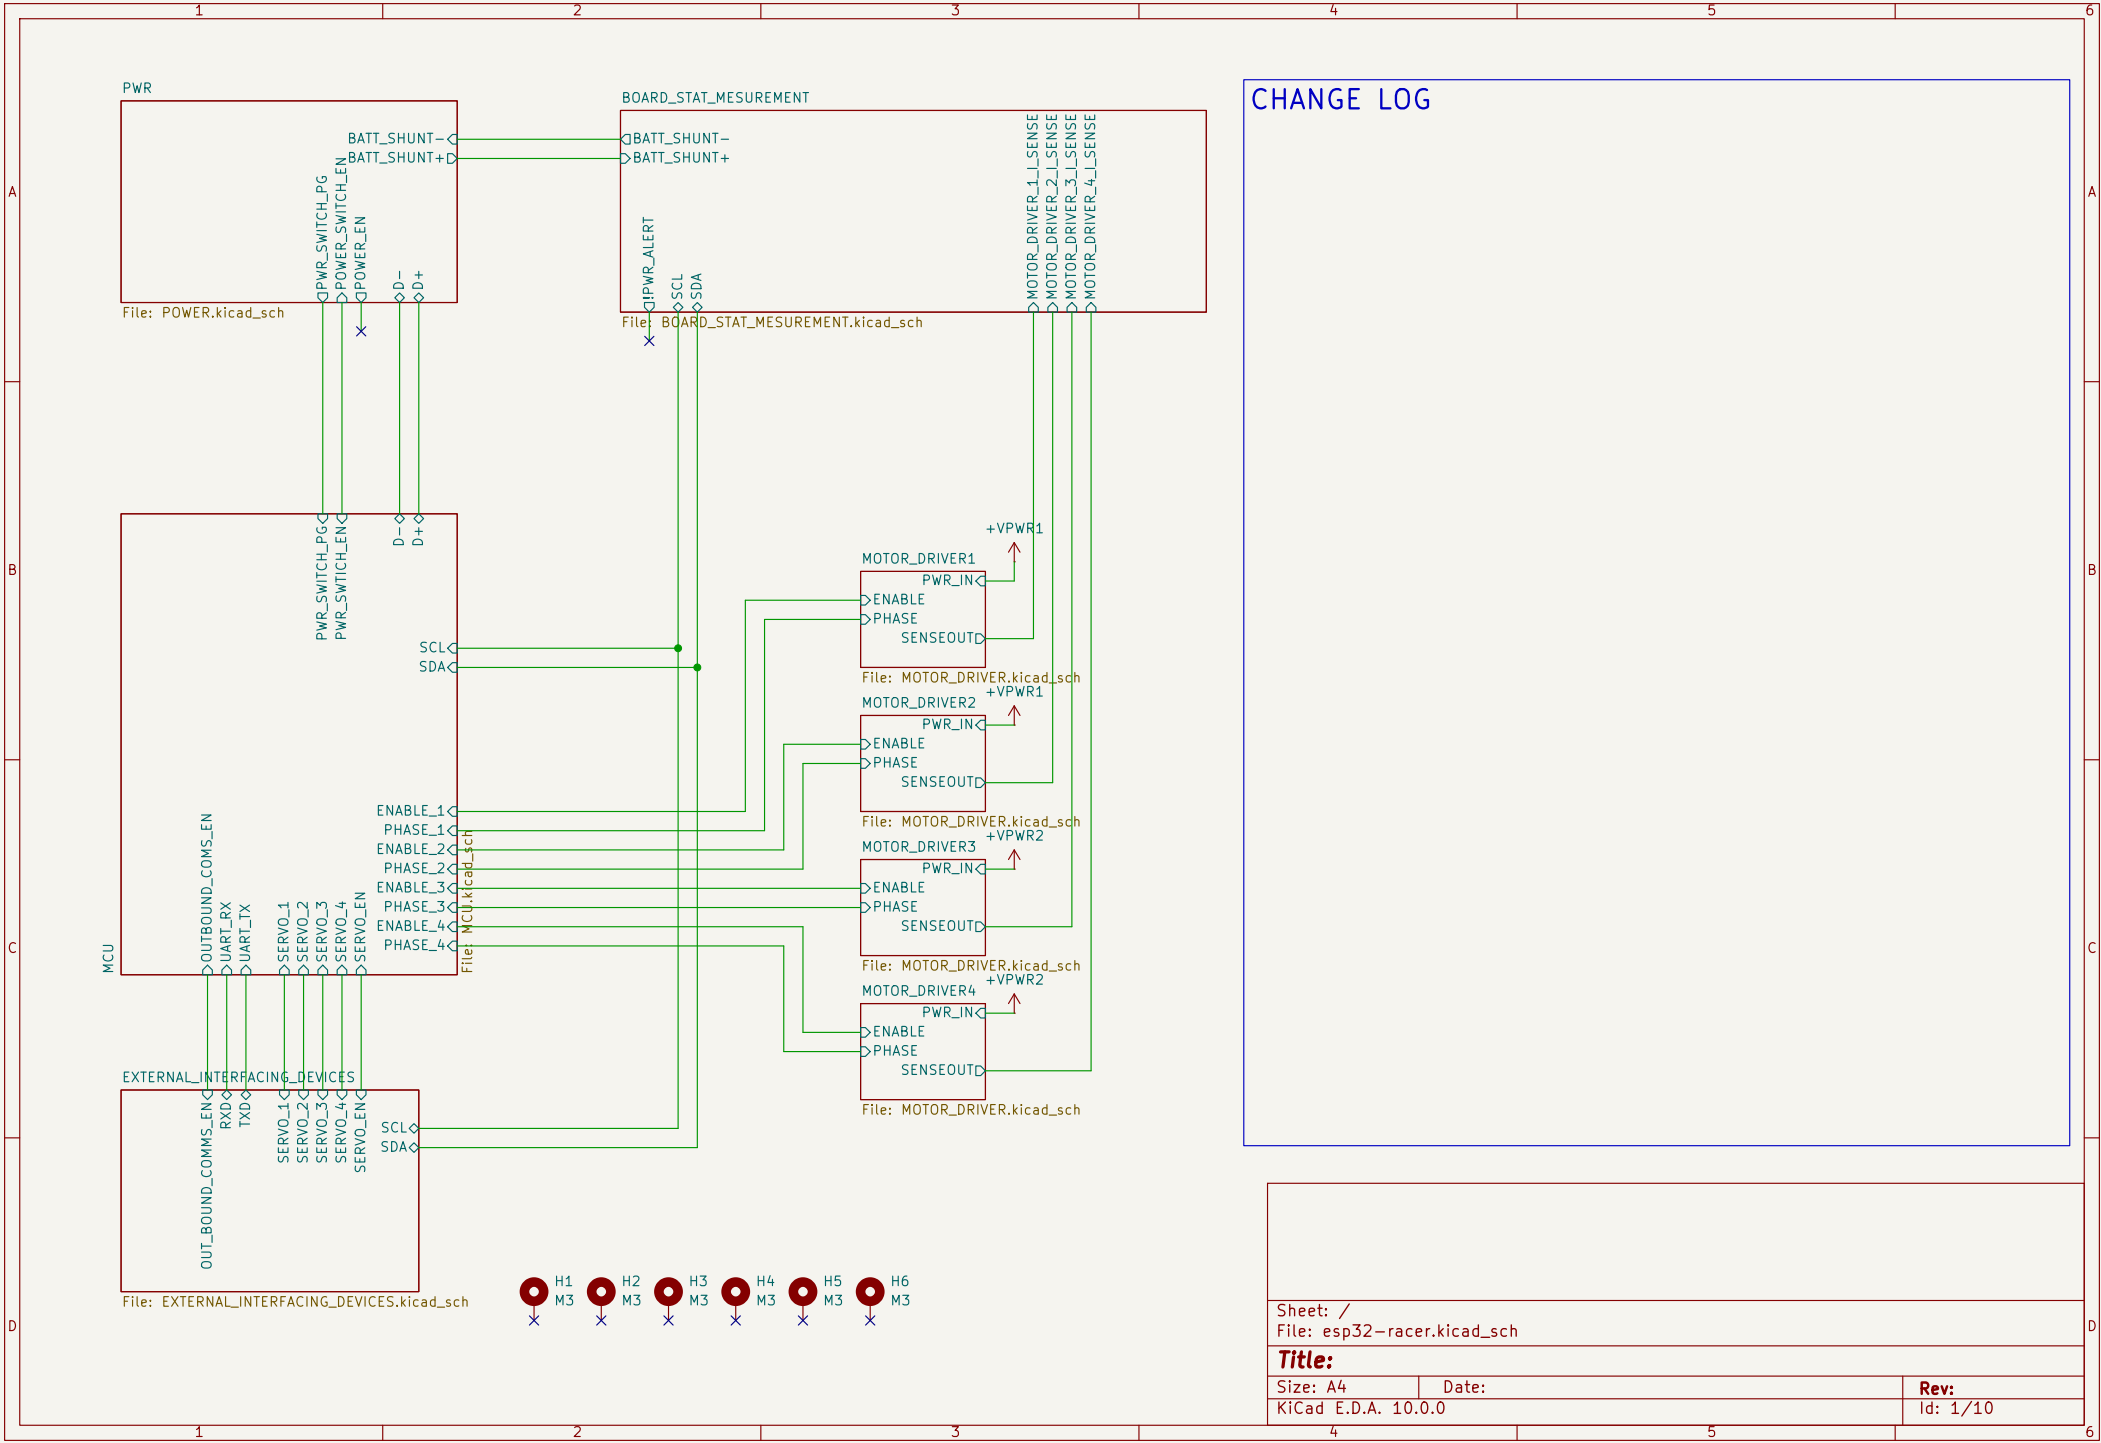 1 2 3 4 5 6
A
B
C
D
A
B
C
D
PWR
BATT_SHUNT-
BATT_SHUNT+
PWR_SWITCH_PG
POWER_SWITCH_EN
POWER_EN
D-
D+
File: POWER.kicad_sch
BOARD_STAT_MESUREMENT
BATT_SHUNT-
BATT_SHUNT+
!PWR_ALERT
SCL
SDA
MOTOR_DRIVER_1_I_SENSE
MOTOR_DRIVER_2_I_SENSE
MOTOR_DRIVER_3_I_SENSE
MOTOR_DRIVER_4_I_SENSE
File: BOARD_STAT_MESUREMENT.kicad_sch
CHANGE LOG
MCU
PWR_SWITCH_PG
PWR_SWTICH_EN
D-
D+
SCL
SDA
ENABLE_1
PHASE_1
ENABLE_2
PHASE_2
ENABLE_3
PHASE_3
ENABLE_4
PHASE_4
OUTBOUND_COMS_EN
UART_RX
UART_TX
SERVO_1
SERVO_2
SERVO_3
SERVO_4
SERVO_EN
File: MCU.kicad_sch
+VPWR1
MOTOR_DRIVER1
PWR_IN
ENABLE
PHASE
SENSEOUT
File: MOTOR_DRIVER.kicad_sch
+VPWR1
MOTOR_DRIVER2
PWR_IN
ENABLE
PHASE
SENSEOUT
File: MOTOR_DRIVER.kicad_sch
+VPWR2
MOTOR_DRIVER3
PWR_IN
ENABLE
PHASE
SENSEOUT
File: MOTOR_DRIVER.kicad_sch
+VPWR2
MOTOR_DRIVER4
PWR_IN
ENABLE
PHASE
SENSEOUT
File: MOTOR_DRIVER.kicad_sch
EXTERNAL_INTERFACING_DEVICES
OUT_BOUND_COMMS_EN
RXD
TXD
SERVO_1
SERVO_2
SERVO_3
SERVO_4
SERVO_EN
SCL
SDA
File: EXTERNAL_INTERFACING_DEVICES.kicad_sch
H1
M3
H2
M3
H3
M3
H4
M3
H5
M3
H6
M3
Sheet: /
File: esp32-racer.kicad_sch
Title:
Size: A4 Date: Rev:
KiCad E.D.A. 10.0.0 Id: 1/10
1 2 3 4 5 6